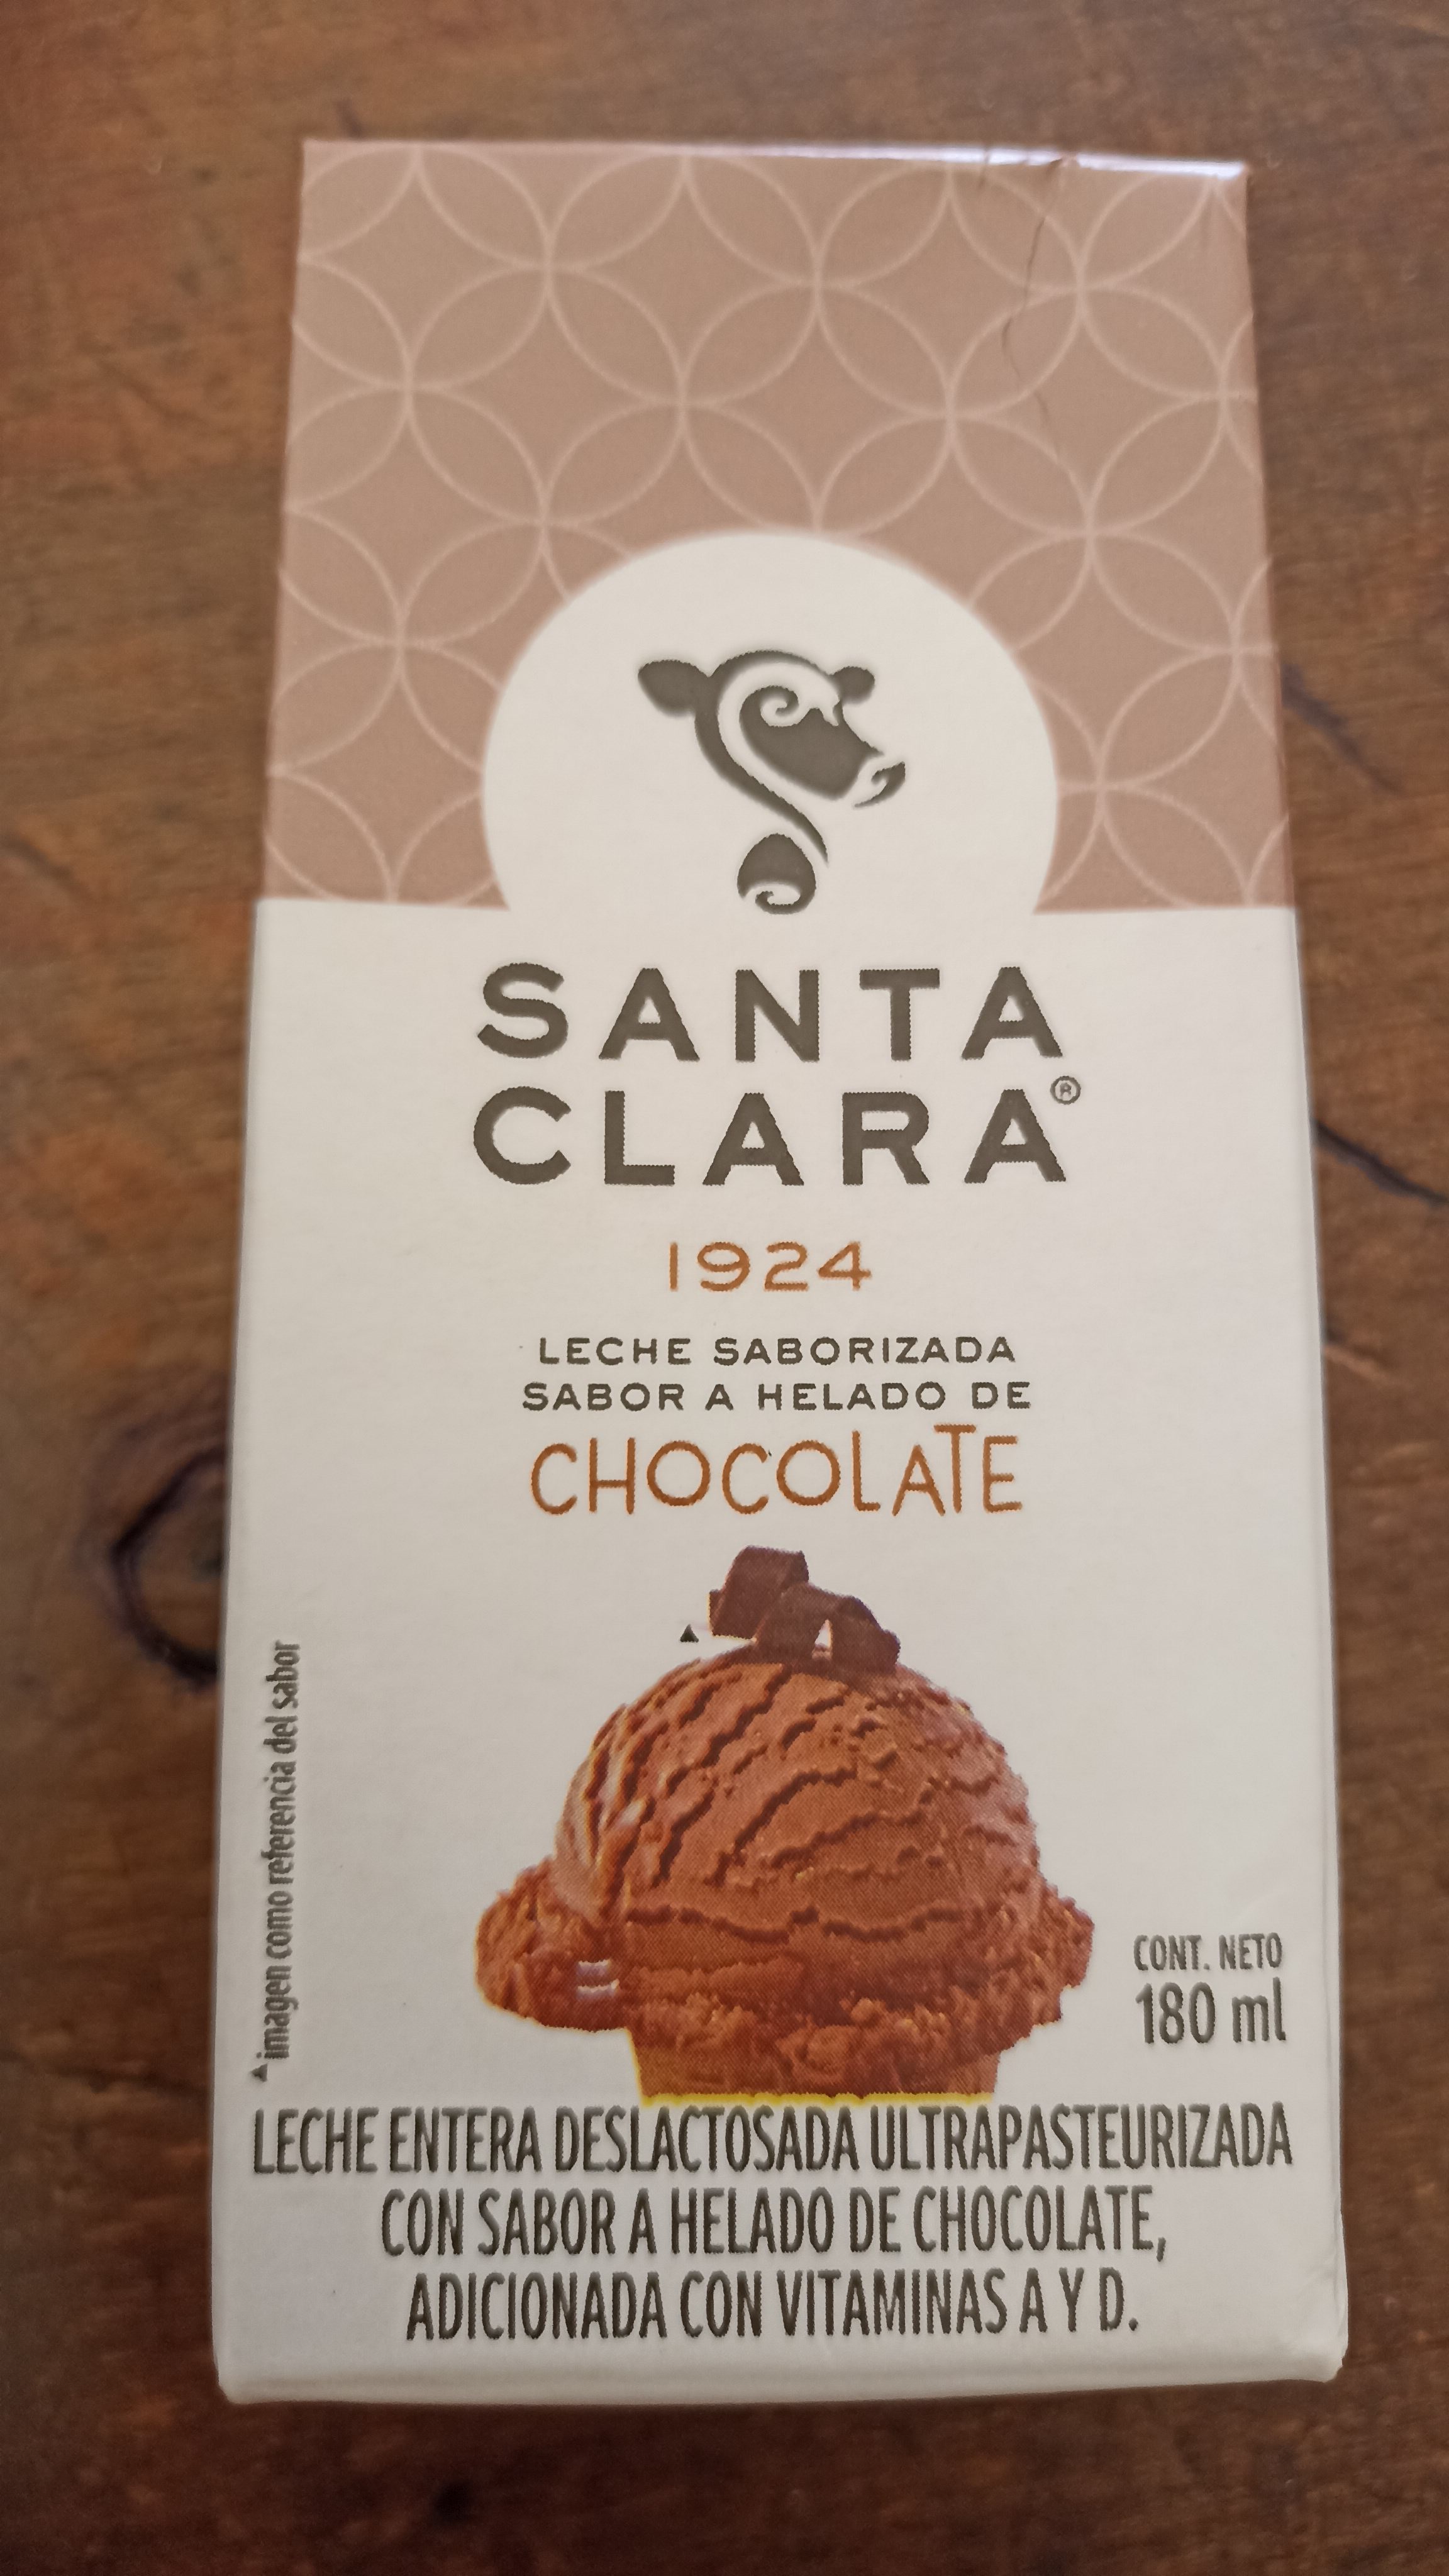 SANTA
CLARA®
1924
LECHE SABORIZADA
SABOR A HELADO DE
CHOCOLATE
▲
▲imagen como referencia del sabor
CONT. NETO
180 ml
LECHE ENTERA DESLACTOSADA ULTRAPASTEURIZADA
CON SABOR A HELADO DE CHOCOLATE,
ADICIONADA CON VITAMINAS A Y D.